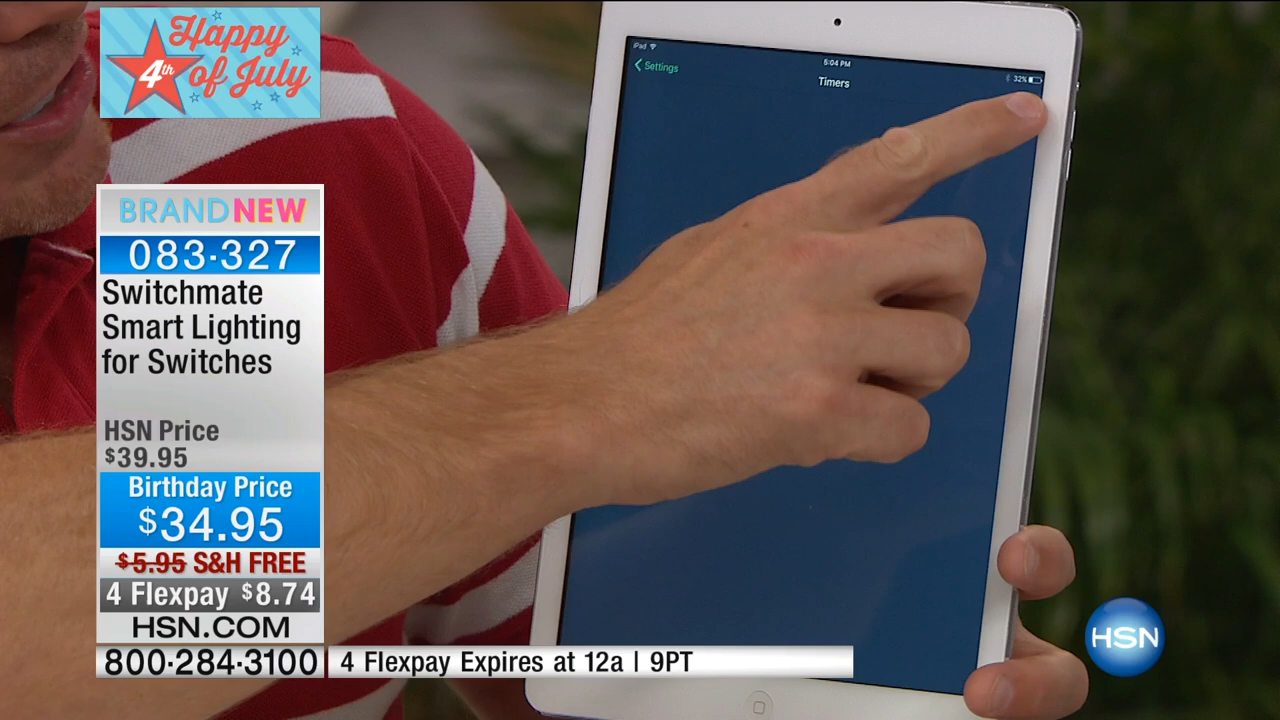 Happy
4th of July
BRAND NEW
083·327
Switchmate
Smart Lighting
for Switches
HSN Price
$39.95
Birthday Price
$34.95
$5.95 S&H FREE
4 Flexpay $8.74
HSN.COM
800·284·3100
4 Flexpay Expires at 12a | 9PT
iPad
5:04 PM
32%
Settings
Timers
HSN